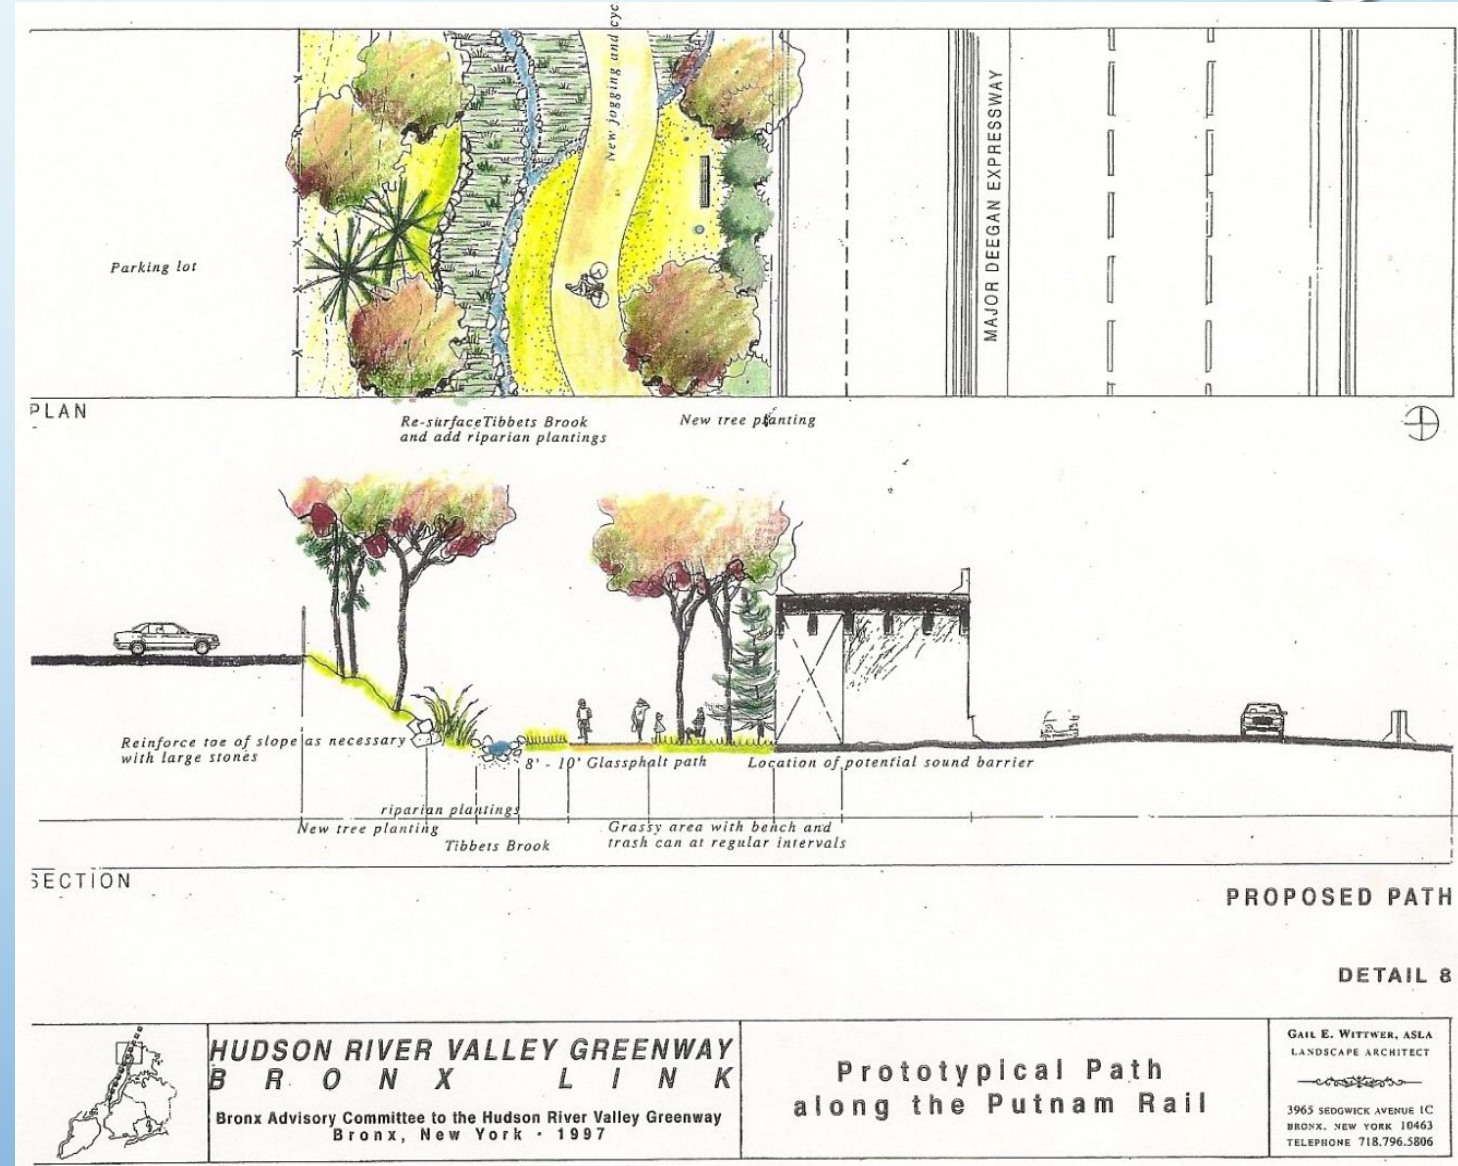 New jogging and cyc
MAJOR DEEGAN EXPRESSWAY
Parking lot
PLAN
Re-surface Tibbets Brook
and add riparian plantings
New tree planting
Reinforce toe of slope as necessary
with large stones
8' - 10' Glassphalt path
Location of potential sound barrier
riparian plantings
New tree planting
Tibbets Brook
Grassy area with bench and
trash can at regular intervals
SECTION
PROPOSED PATH
DETAIL 8
HUDSON RIVER VALLEY GREENWAY
BRONX LINK
Bronx Advisory Committee to the Hudson River Valley Greenway
Bronx, New York · 1997
Prototypical Path
along the Putnam Rail
GAIL E. WITTWER, ASLA
LANDSCAPE ARCHITECT
3965 SEDGWICK AVENUE 1C
BRONX, NEW YORK 10463
TELEPHONE 718.796.5806